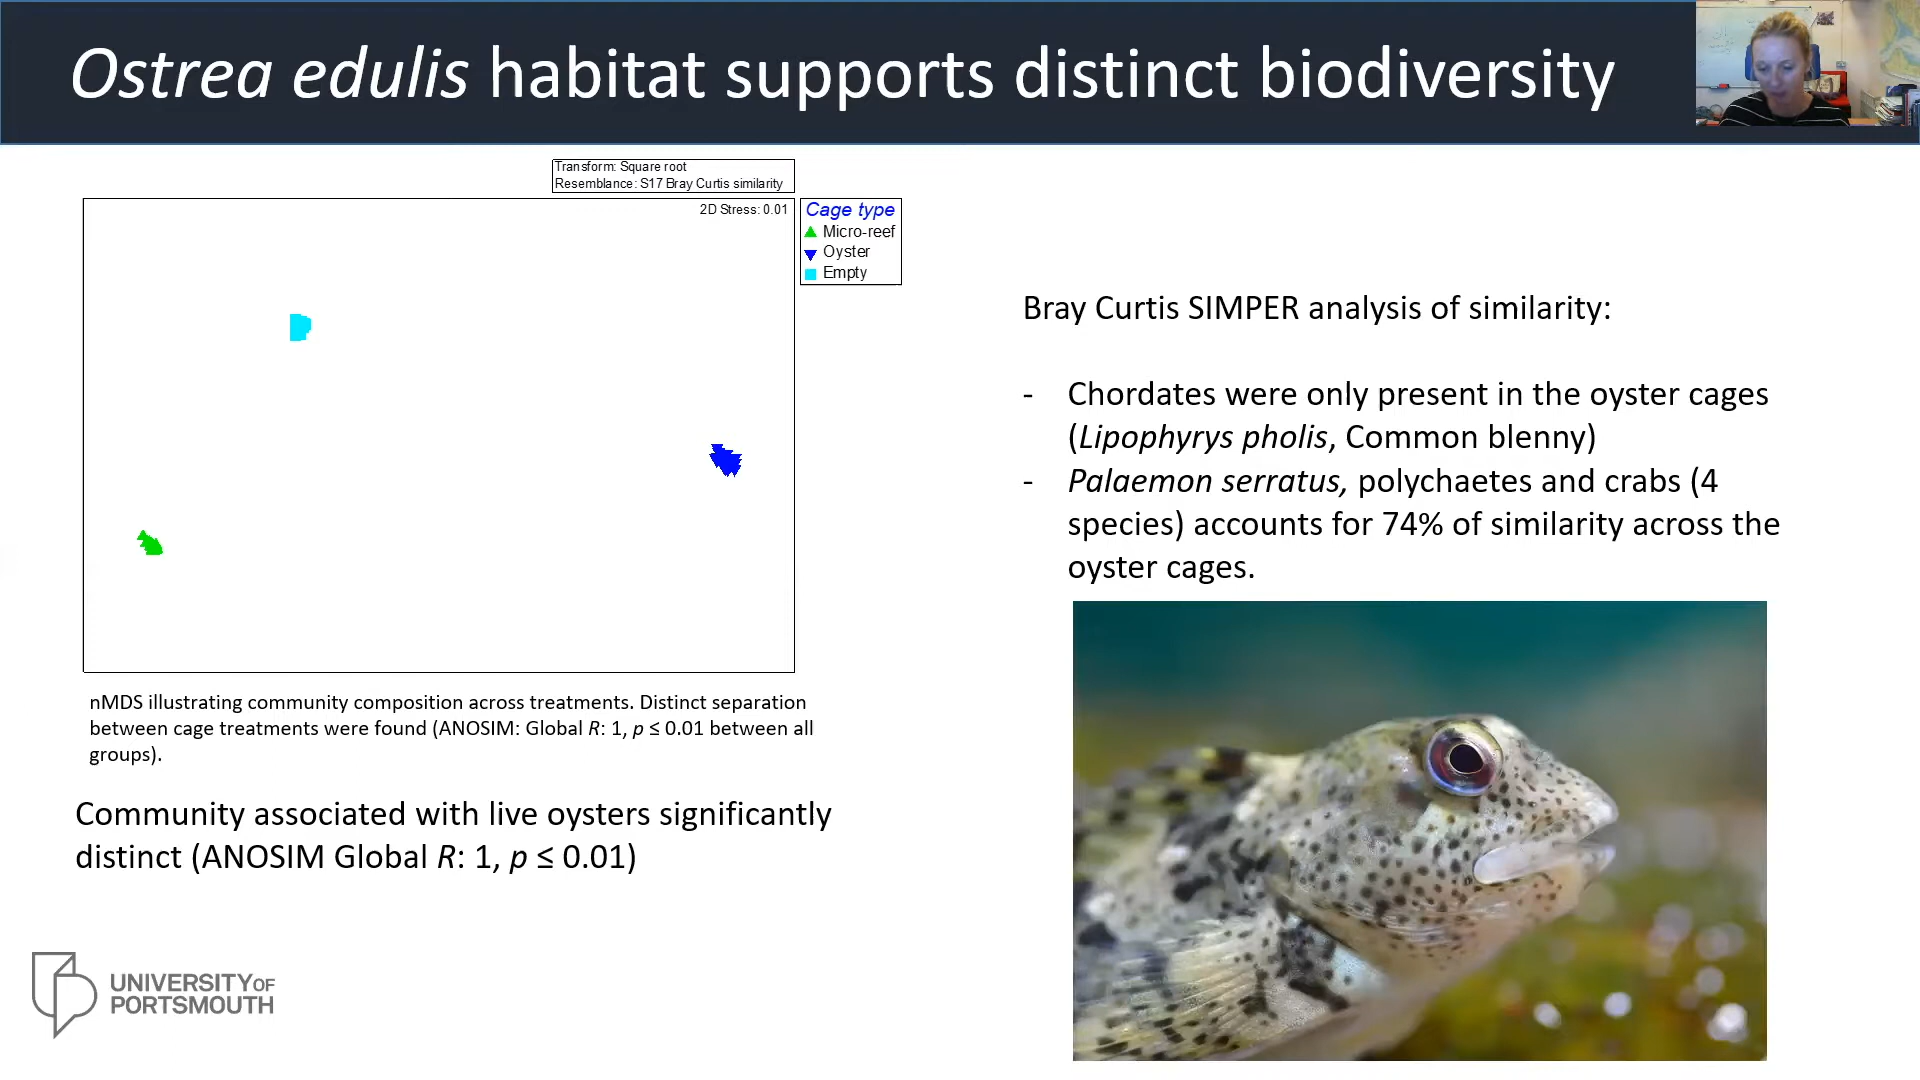 Ostrea edulis habitat supports distinct biodiversity
Transform: Square root
Resemblance: S17 Bray Curtis similarity
2D Stress: 0.01
Cage type
Micro-reef
Oyster
Empty
nMDS illustrating community composition across treatments. Distinct separation
between cage treatments were found (ANOSIM: Global R: 1, p ≤ 0.01 between all
groups).
Community associated with live oysters significantly
distinct (ANOSIM Global R: 1, p ≤ 0.01)
Bray Curtis SIMPER analysis of similarity:
- Chordates were only present in the oyster cages
(Lipophyrys pholis, Common blenny)
- Palaemon serratus, polychaetes and crabs (4
species) accounts for 74% of similarity across the
oyster cages.
UNIVERSITY OF
PORTSMOUTH